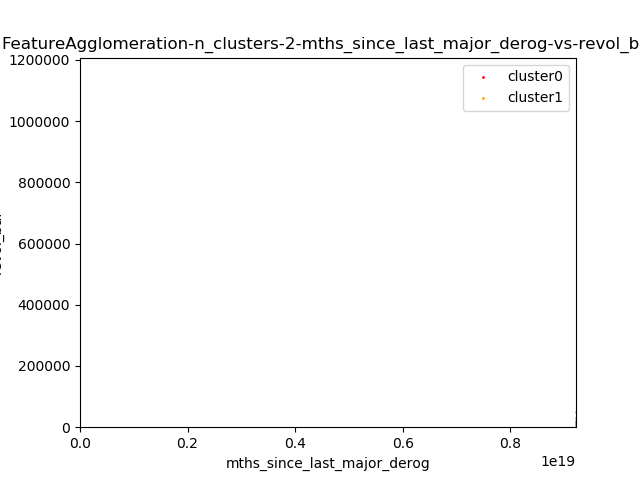 FeatureAgglomeration-n_clusters-2-mths_since_last_major_derog-vs-revol_b
cluster0
cluster1
1200000
1000000
800000
600000
400000
200000
0
0.0
0.2
0.4
0.6
0.8
1e19
mths_since_last_major_derog